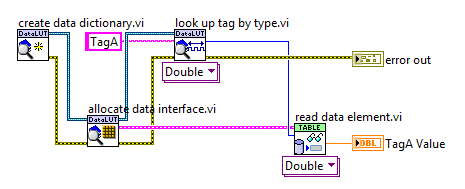 create data dictionary.vi
look up tag by type.vi
DataLUT
TagA
DataLUT
Double
error out
allocate data interface.vi
DataLUT
read data element.vi
TABLE
DBL
TagA Value
Double